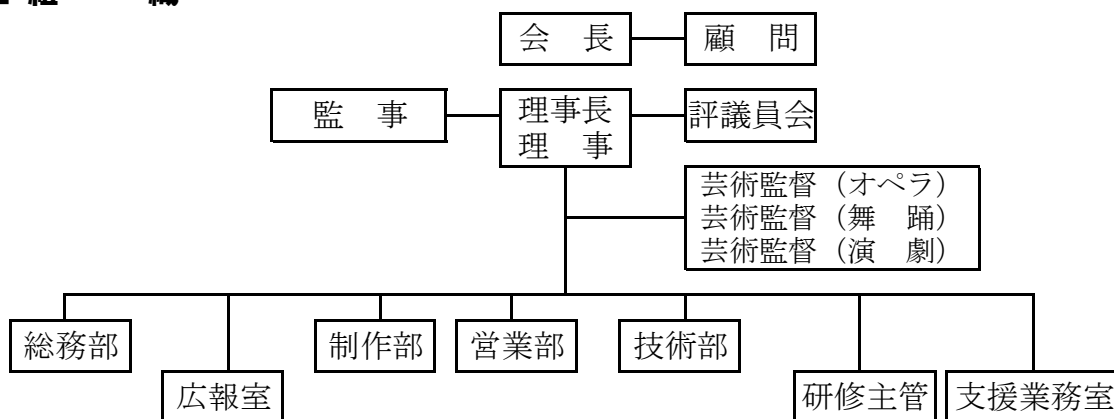 組　織
会　長
顧　問
監　事
理事長
理　事
評議員会
芸術監督（オペラ）
芸術監督（舞　踊）
芸術監督（演　劇）
総務部
制作部
営業部
技術部
広報室
研修主管
支援業務室